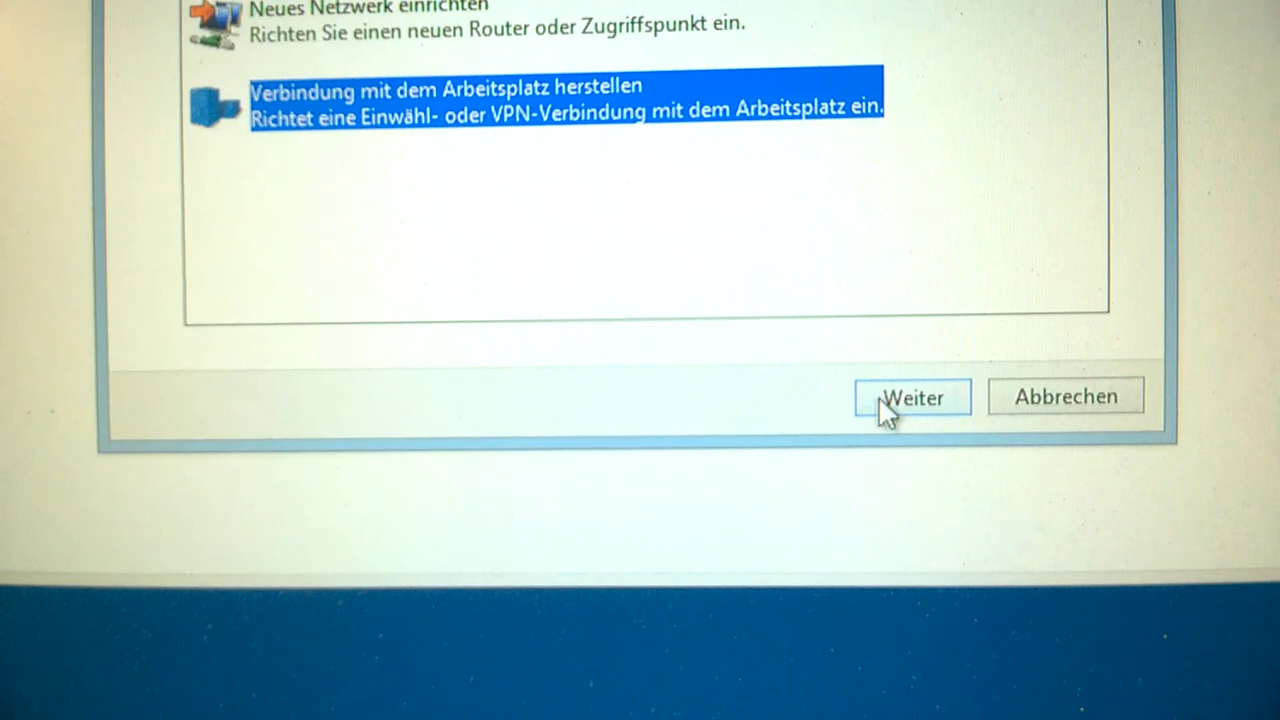 Neues Netzwerk einrichten
Richten Sie einen neuen Router oder Zugriffspunkt ein.
Verbindung mit dem Arbeitsplatz herstellen
Richtet eine Einwähl- oder VPN-Verbindung mit dem Arbeitsplatz ein.
Weiter
Abbrechen